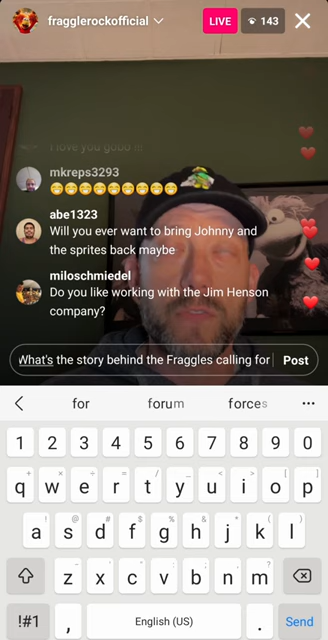 fragglerockofficial
LIVE
143
I love you gobo !!!
mkreps3293
abe1323
Will you ever want to bring Johnny and
the sprites back maybe
miloschmiedel
Do you like working with the Jim Henson
company?
What's the story behind the Fraggles calling for
Post
for forum forces
1 2 3 4 5 6 7 8 9 0
+ × ÷ = / _ < > [ ]
q w e r t y u i o p
! @ # $ % ^ & * ( )
a s d f g h j k l
- ' " : ; , ?
z x c v b n m
!#1 , English (US) . Send